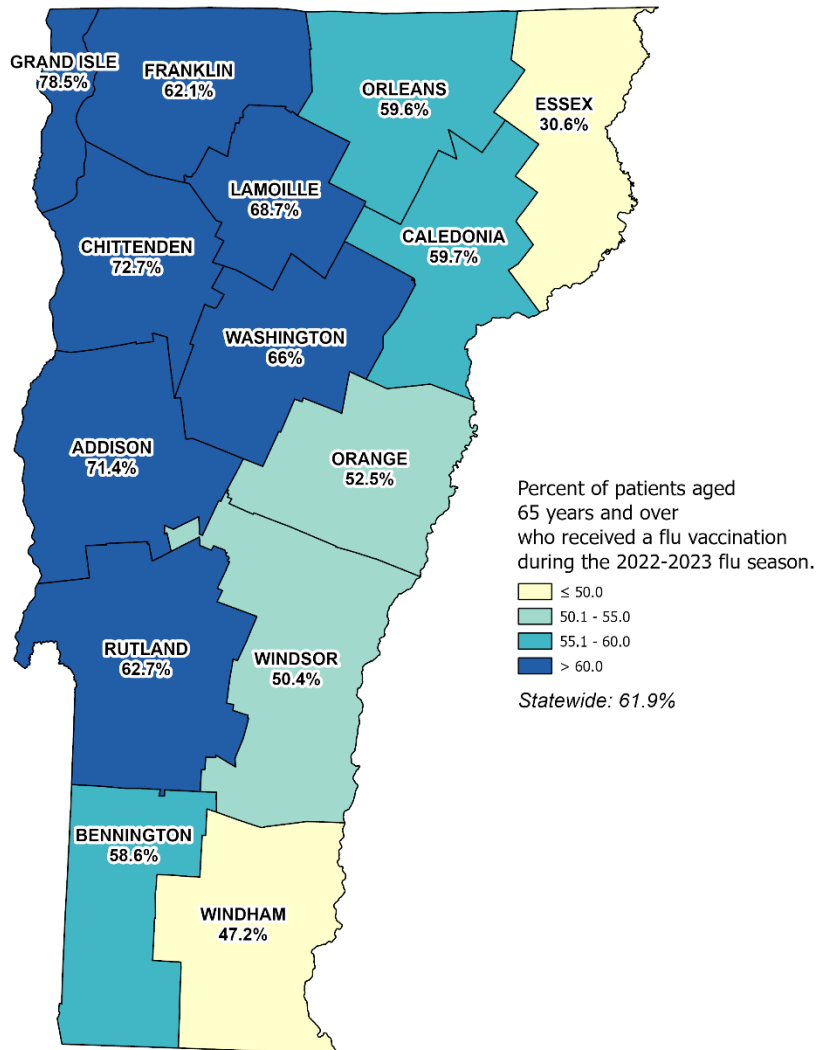 GRAND ISLE
78.5%
FRANKLIN
62.1%
ORLEANS
59.6%
ESSEX
30.6%
LAMOILLE
68.7%
CHITTENDEN
72.7%
CALEDONIA
59.7%
WASHINGTON
66%
ADDISON
71.4%
ORANGE
52.5%
Percent of patients aged
65 years and over
who received a flu vaccination
during the 2022-2023 flu season.
≤ 50.0
50.1 - 55.0
55.1 - 60.0
> 60.0
Statewide: 61.9%
RUTLAND
62.7%
WINDSOR
50.4%
BENNINGTON
58.6%
WINDHAM
47.2%